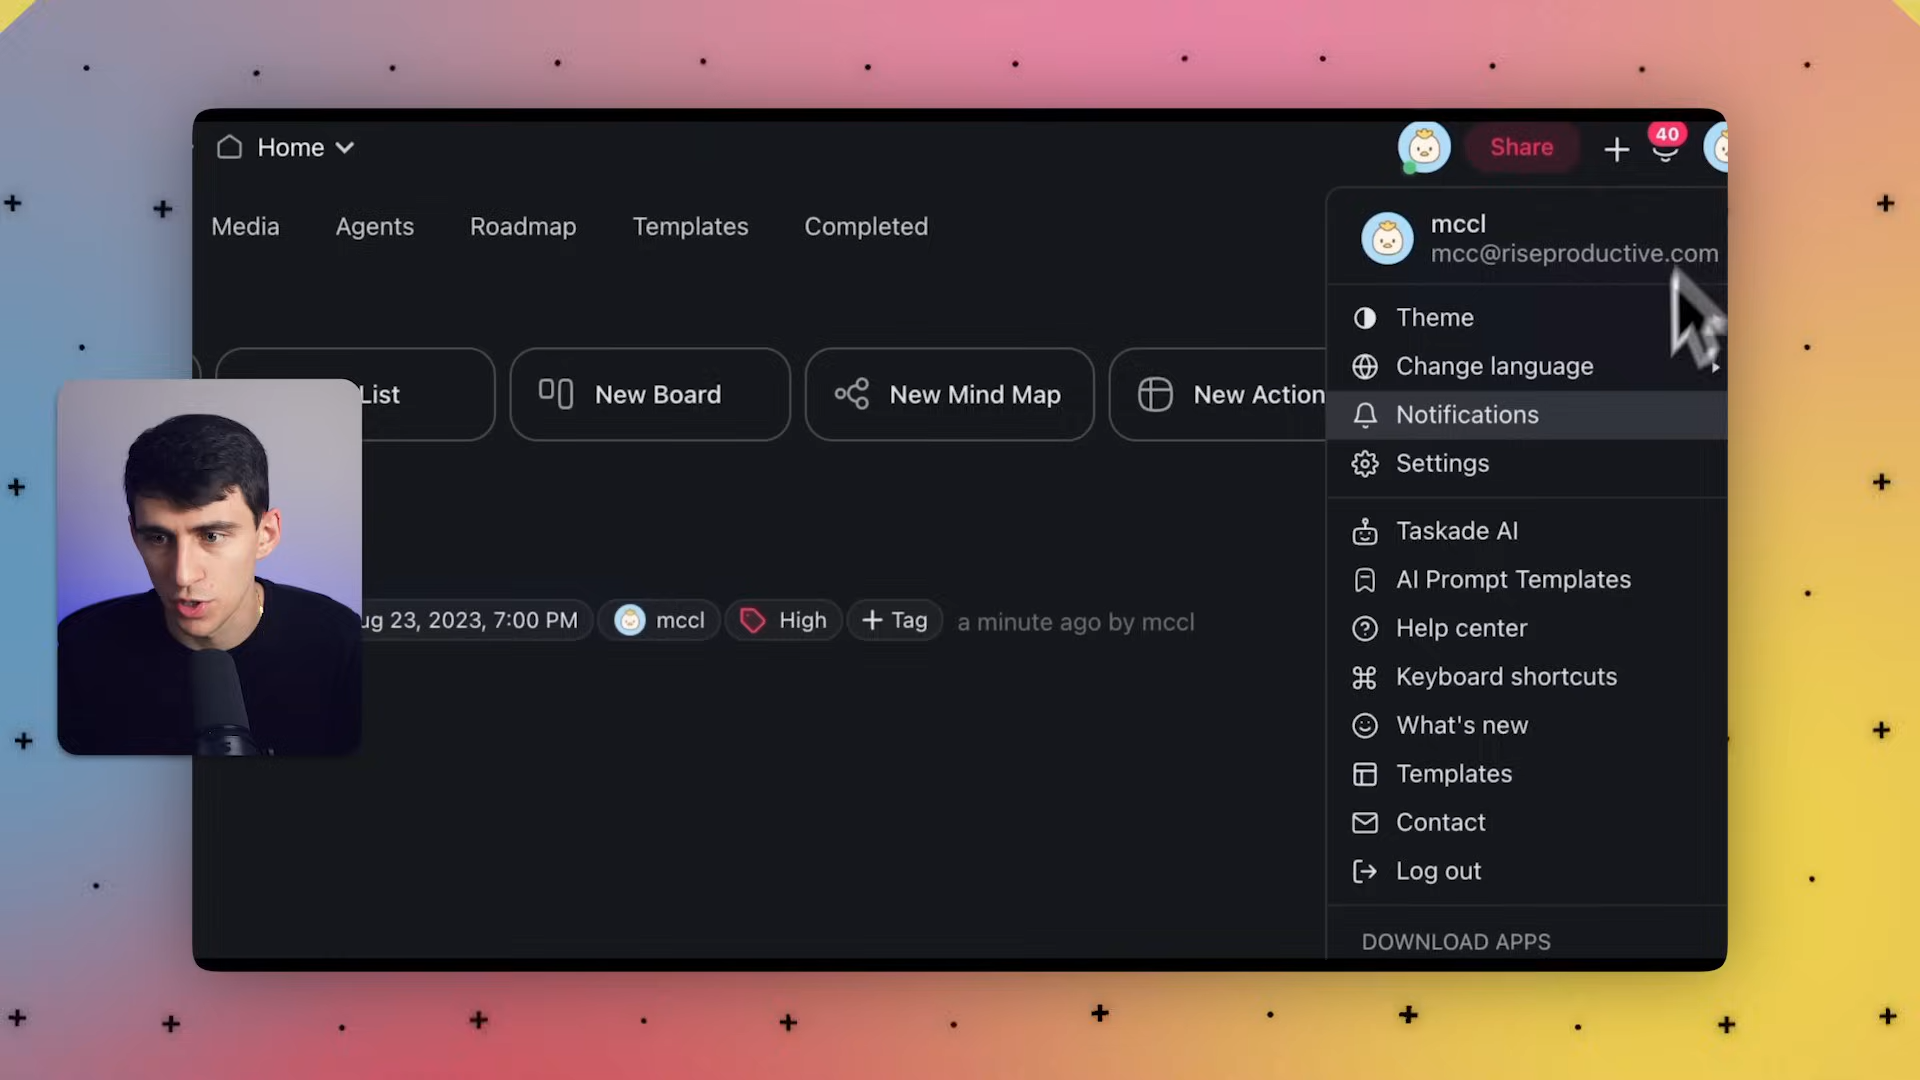 Home
40
Share
Media Agents Roadmap Templates Completed
mccl
mcc@riseproductive.com
Theme
Change language
List New Board New Mind Map New Action
Notifications
Settings
Taskade AI
AI Prompt Templates
23, 2023, 7:00 PM mccl High + Tag a minute ago by mccl
Help center
Keyboard shortcuts
What's new
Templates
Contact
Log out
DOWNLOAD APPS